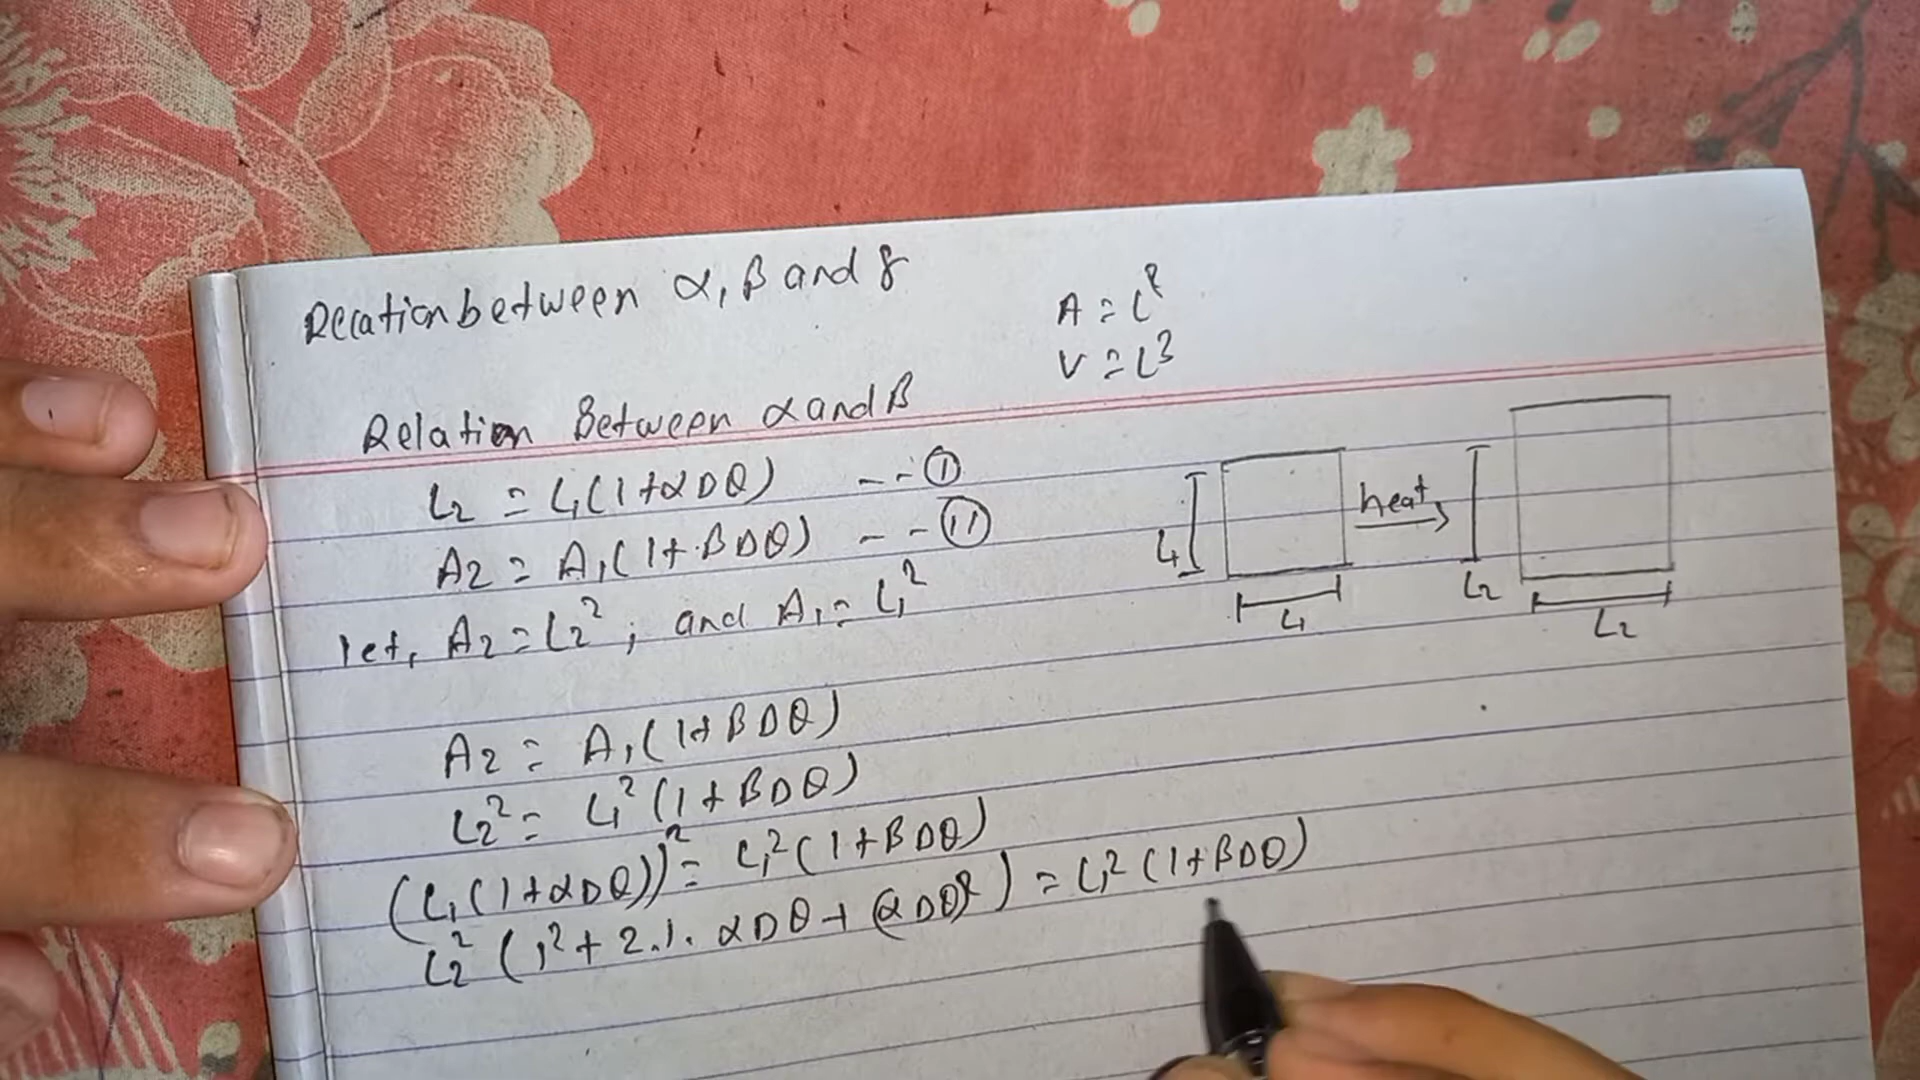 Relation between α, β and γ
A = L²
V = L³
Relation Between α and β
L₂ = L₁(1+αΔθ) --- (1)
A₂ = A₁(1+βΔθ) --- (11)
let, A₂ = L₂² ; and A₁ = L₁²
L₁
heat
L₂
L₁
L₂
A₂ = A₁(1+βΔθ)
L₂² = L₁²(1+βΔθ)
(L₁(1+αΔθ))² = L₁²(1+βΔθ)
L₂²(1²+2.1.αΔθ+(αΔθ)²) = L₁²(1+βΔθ)